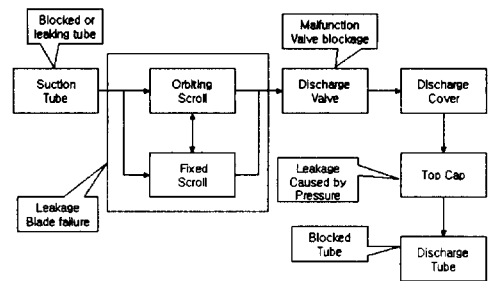 Blocked or
leaking tube
Malfunction
Valve blockage
Suction
Tube
Orbiting
Scroll
Discharge
Valve
Discharge
Cover
Fixed
Scroll
Leakage
Caused by
Pressure
Top Cap
Leakage
Blade failure
Blocked
Tube
Discharge
Tube